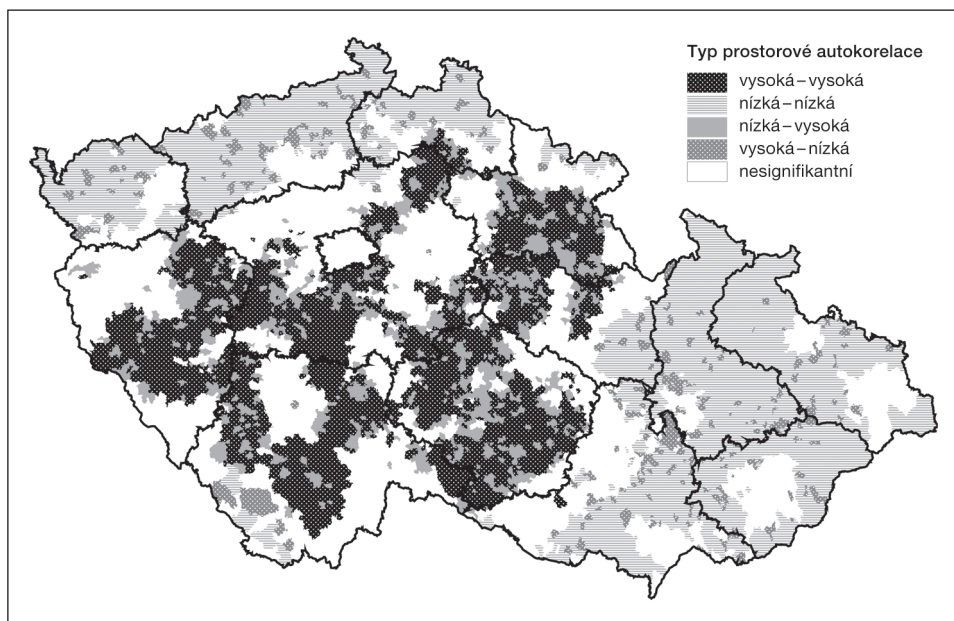 Typ prostorové autokorelace
vysoká – vysoká
nízká – nízká
nízká – vysoká
vysoká – nízká
nesignifikantní